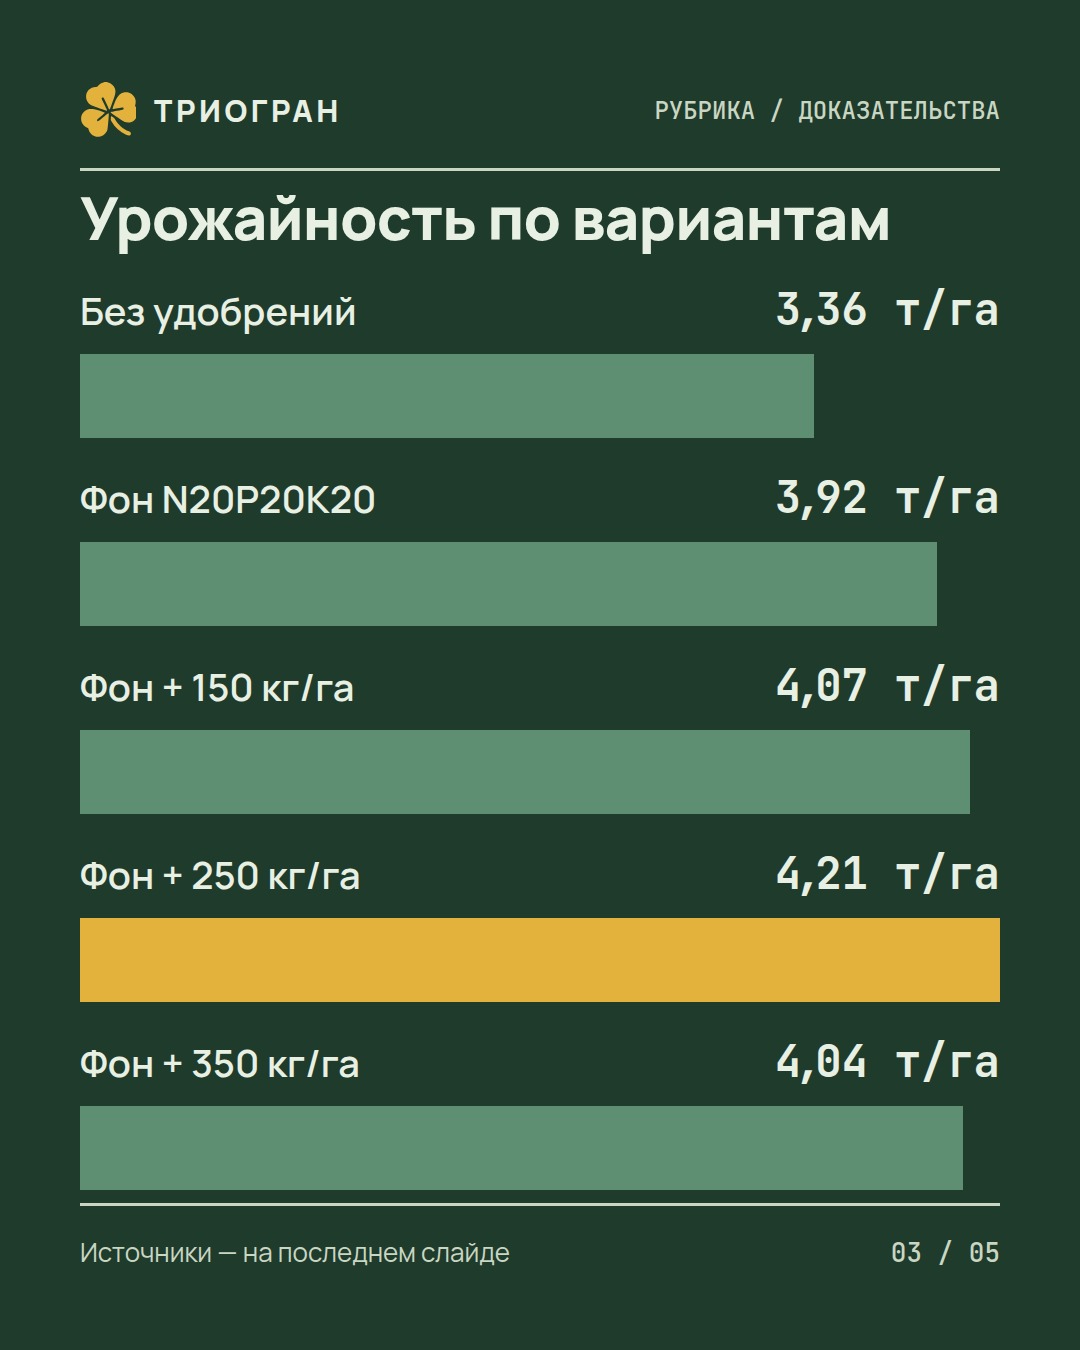 ТРИОГРАН
РУБРИКА / ДОКАЗАТЕЛЬСТВА
Урожайность по вариантам
Без удобрений 3,36 т/га
Фон N20P20K20 3,92 т/га
Фон + 150 кг/га 4,07 т/га
Фон + 250 кг/га 4,21 т/га
Фон + 350 кг/га 4,04 т/га
Источники — на последнем слайде 03 / 05